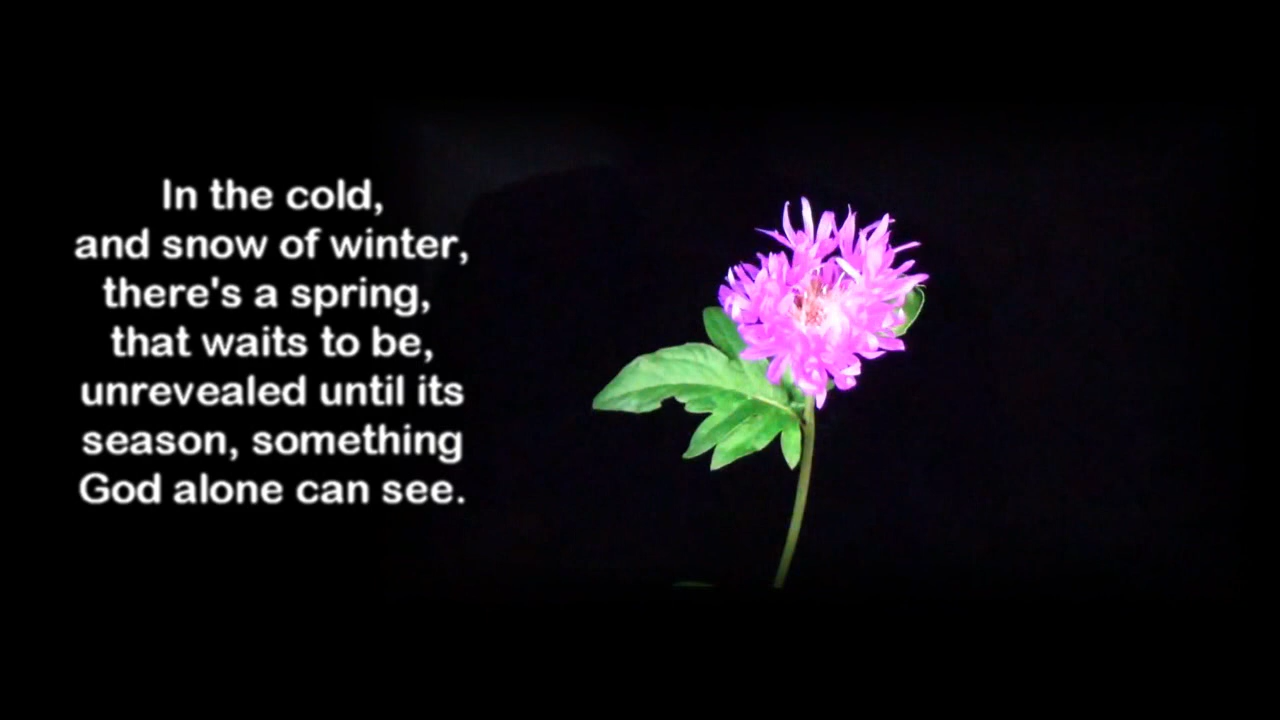 In the cold,
and snow of winter,
there's a spring,
that waits to be,
unrevealed until its
season, something
God alone can see.